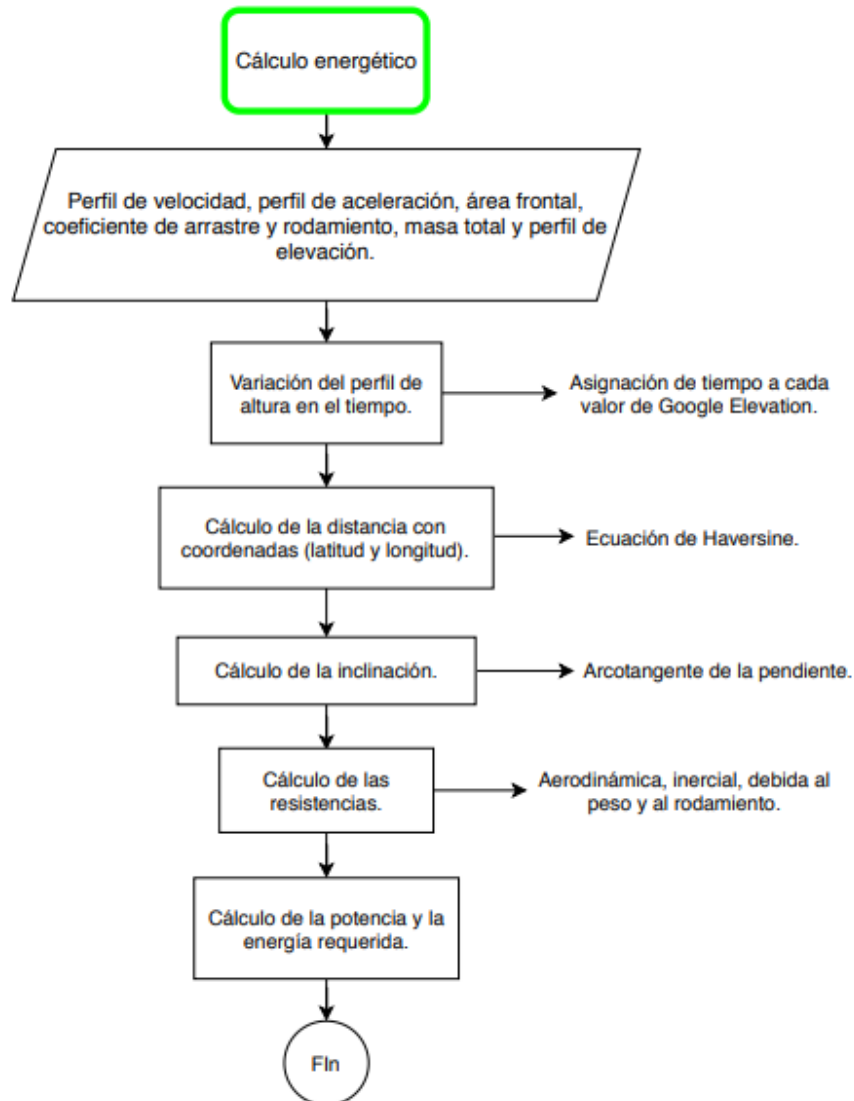 Cálculo energético
Perfil de velocidad, perfil de aceleración, área frontal,
coeficiente de arrastre y rodamiento, masa total y perfil de
elevación.
Variación del perfil de
altura en el tiempo.
Asignación de tiempo a cada
valor de Google Elevation.
Cálculo de la distancia con
coordenadas (latitud y longitud).
Ecuación de Haversine.
Cálculo de la inclinación.
Arcotangente de la pendiente.
Cálculo de las
resistencias.
Aerodinámica, inercial, debida al
peso y al rodamiento.
Cálculo de la potencia y la
energía requerida.
FIn